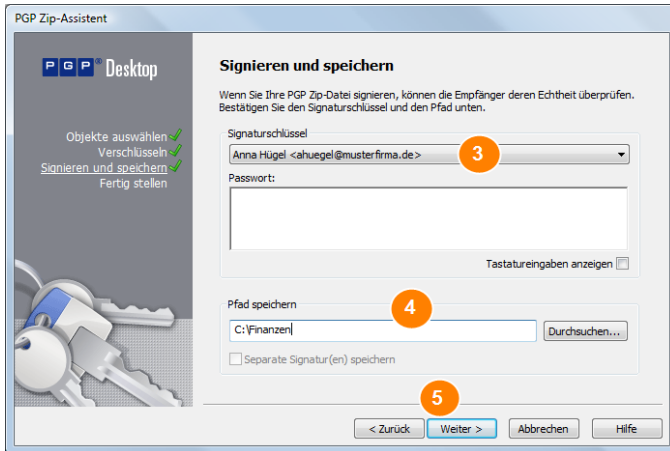 PGP Zip-Assistent
PGP® Desktop
Objekte auswählen
Verschlüsseln
Signieren und speichern
Fertig stellen
Signieren und speichern
Wenn Sie Ihre PGP Zip-Datei signieren, können die Empfänger deren Echtheit überprüfen.
Bestätigen Sie den Signaturschlüssel und den Pfad unten.
Signaturschlüssel
Anna Hügel <ahuegel@musterfirma.de>
3
Passwort:
Tastatureingaben anzeigen
Pfad speichern
4
C:\Finanzen
Durchsuchen...
Separate Signatur(en) speichern
5
< Zurück
Weiter >
Abbrechen
Hilfe